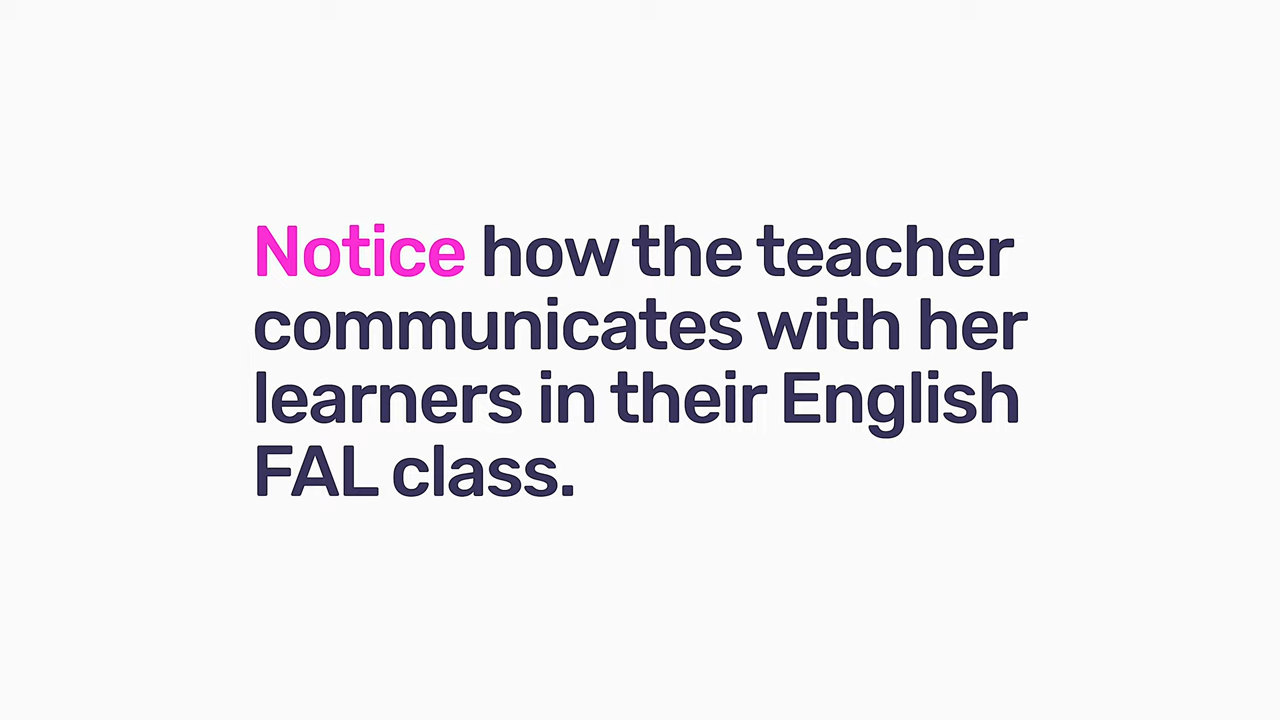 Notice how the teacher
communicates with her
learners in their English
FAL class.